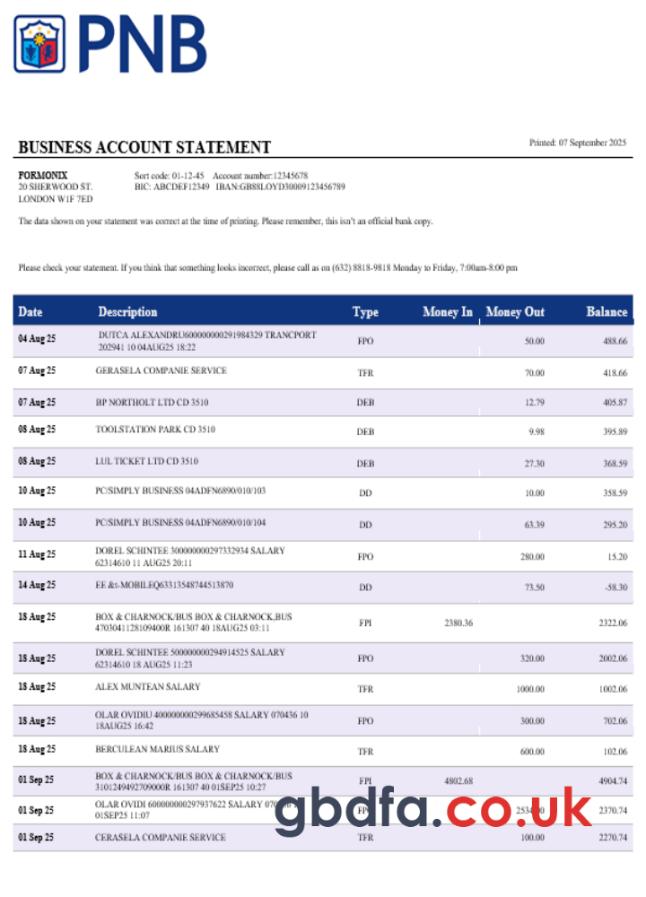 PNB
BUSINESS ACCOUNT STATEMENT
Printed: 07 September 2025
FORMONIX
Sort code: 01-12-45 Account number:12345678
20 SHERWOOD ST.
BIC: ABCDEF12349 IBAN:GB88LOYD30009123456789
LONDON W1F 7ED
The data shown on your statement was correct at the time of printing. Please remember, this isn't an official bank copy.
Please check your statement. If you think that something looks incorrect, please call as on (632) 8818-9818 Monday to Friday, 7:00am-8:00 pm
Date Description Type Money In Money Out Balance
04 Aug 25 DUTCA ALEXANDRU600000000291984329 TRANCPORT FPO 50.00 488.66
202941 10 04AUG25 18:22
07 Aug 25 GERASELA COMPANIE SERVICE TFR 70.00 418.66
07 Aug 25 BP NORTHOLT LTD CD 3510 DEB 12.79 405.87
08 Aug 25 TOOLSTATION PARK CD 3510 DEB 9.98 395.89
08 Aug 25 LUL TICKET LTD CD 3510 DEB 27.30 368.59
10 Aug 25 PC/SIMPLY BUSINESS 04ADFN6890/010/103 DD 10.00 358.59
10 Aug 25 PC/SIMPLY BUSINESS 04ADFN6890/010/104 DD 63.39 295.20
11 Aug 25 DOREL SCHINTEE 300000000297332934 SALARY FPO 280.00 15.20
62314610 11 AUG25 20:11
14 Aug 25 EE &t-MOBILEQ63313548744513870 DD 73.50 -58.30
18 Aug 25 BOX & CHARNOCK/BUS BOX & CHARNOCK,BUS FPI 2380.36 2322.06
4703041128109400R 161307 40 18AUG25 03:11
18 Aug 25 DOREL SCHINTEE 500000000294914525 SALARY FPO 320.00 2002.06
62314610 18 AUG25 11:23
18 Aug 25 ALEX MUNTEAN SALARY TFR 1000.00 1002.06
18 Aug 25 OLAR OVIDIU 400000000299685458 SALARY 070436 10 FPO 300.00 702.06
18AUG25 16:42
18 Aug 25 BERCULEAN MARIUS SALARY TFR 600.00 102.06
01 Sep 25 BOX & CHARNOCK/BUS BOX & CHARNOCK/BUS FPI 4802.68 4904.74
3101249492709000R 161307 40 01SEP25 10:27
01 Sep 25 OLAR OVIDI 600000000297937622 SALARY 2370.74
01SEP25 11:07
01 Sep 25 CERASELA COMPANIE SERVICE TFR 100.00 2270.74
gbdfa.co.uk